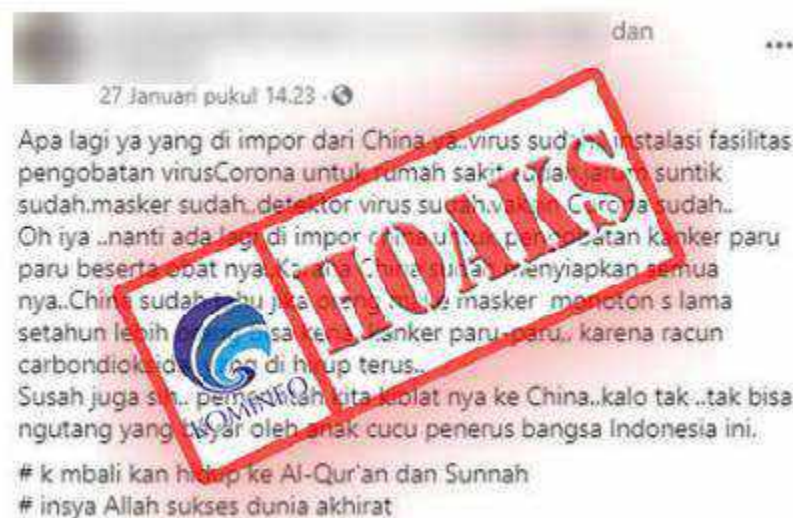 dan
27 Januari pukul 14.23
Apa lagi ya yang di impor dari China ya..virus sudah instalasi fasilitas
pengobatan virusCorona untuk rumah sakit suntik
sudah.masker sudah..detektor virus sudah.vaksin Corona sudah..
Oh iya ..nanti ada lagi di impor untuk pengobatan kanker paru
paru beserta obat nya..Karena China sudah menyiapkan semua
nya..China sudah jika orang masker monoton s lama
setahun lebih kanker paru-paru.. karena racun
di hirup terus..
Susah juga sih.. pemerintah kita kiblat nya ke China..kalo tak ..tak bisa
ngutang yang bayar oleh anak cucu penerus bangsa Indonesia ini.
# k mbali kan hidup ke Al-Qur'an dan Sunnah
# insya Allah sukses dunia akhirat
HOAKS
KOMINFO